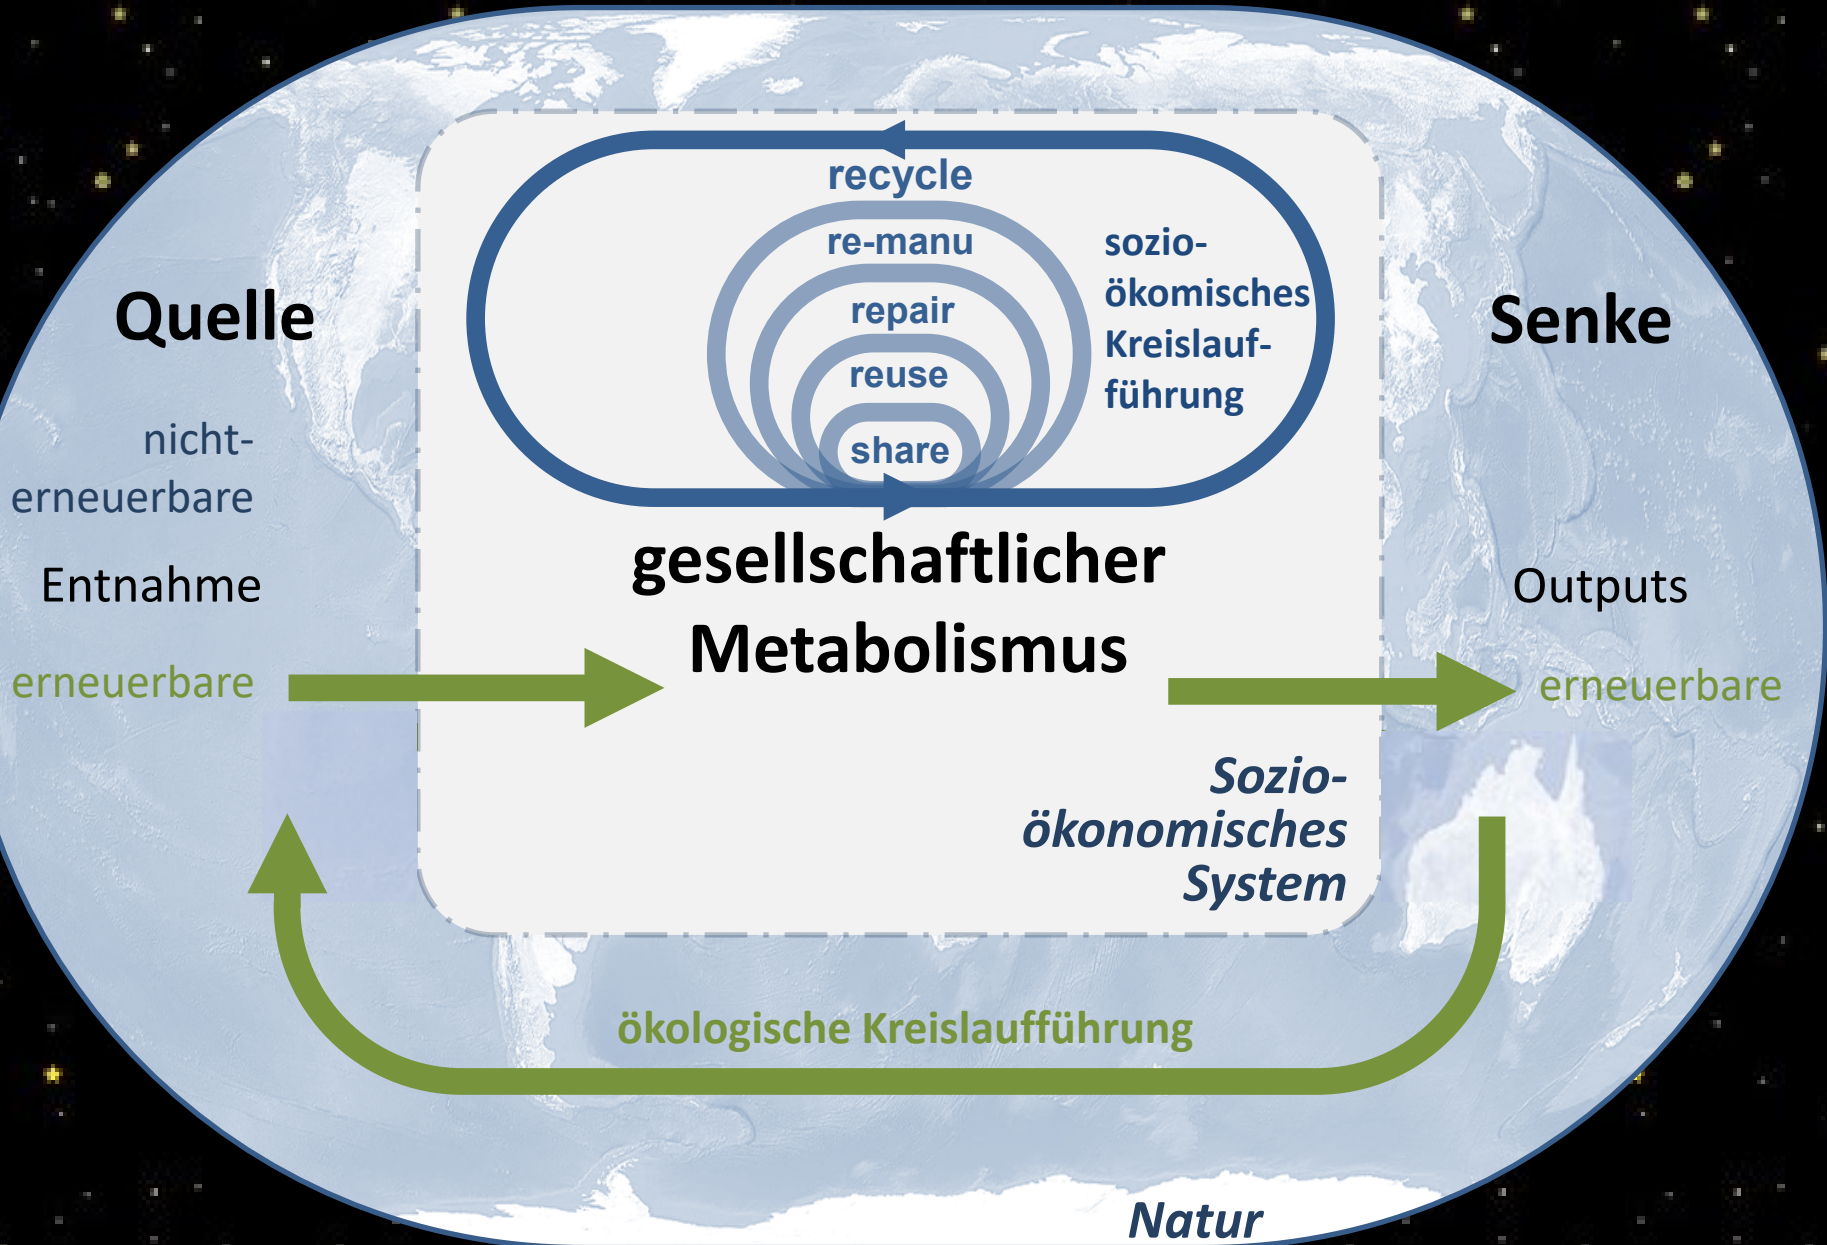 recycle
re-manu
repair
reuse
share
sozio-
ökomisches
Kreislauf-
führung
Quelle
Senke
nicht-
erneuerbare
Entnahme
erneuerbare
gesellschaftlicher
Metabolismus
Outputs
erneuerbare
Sozio-
ökonomisches
System
ökologische Kreislaufführung
Natur